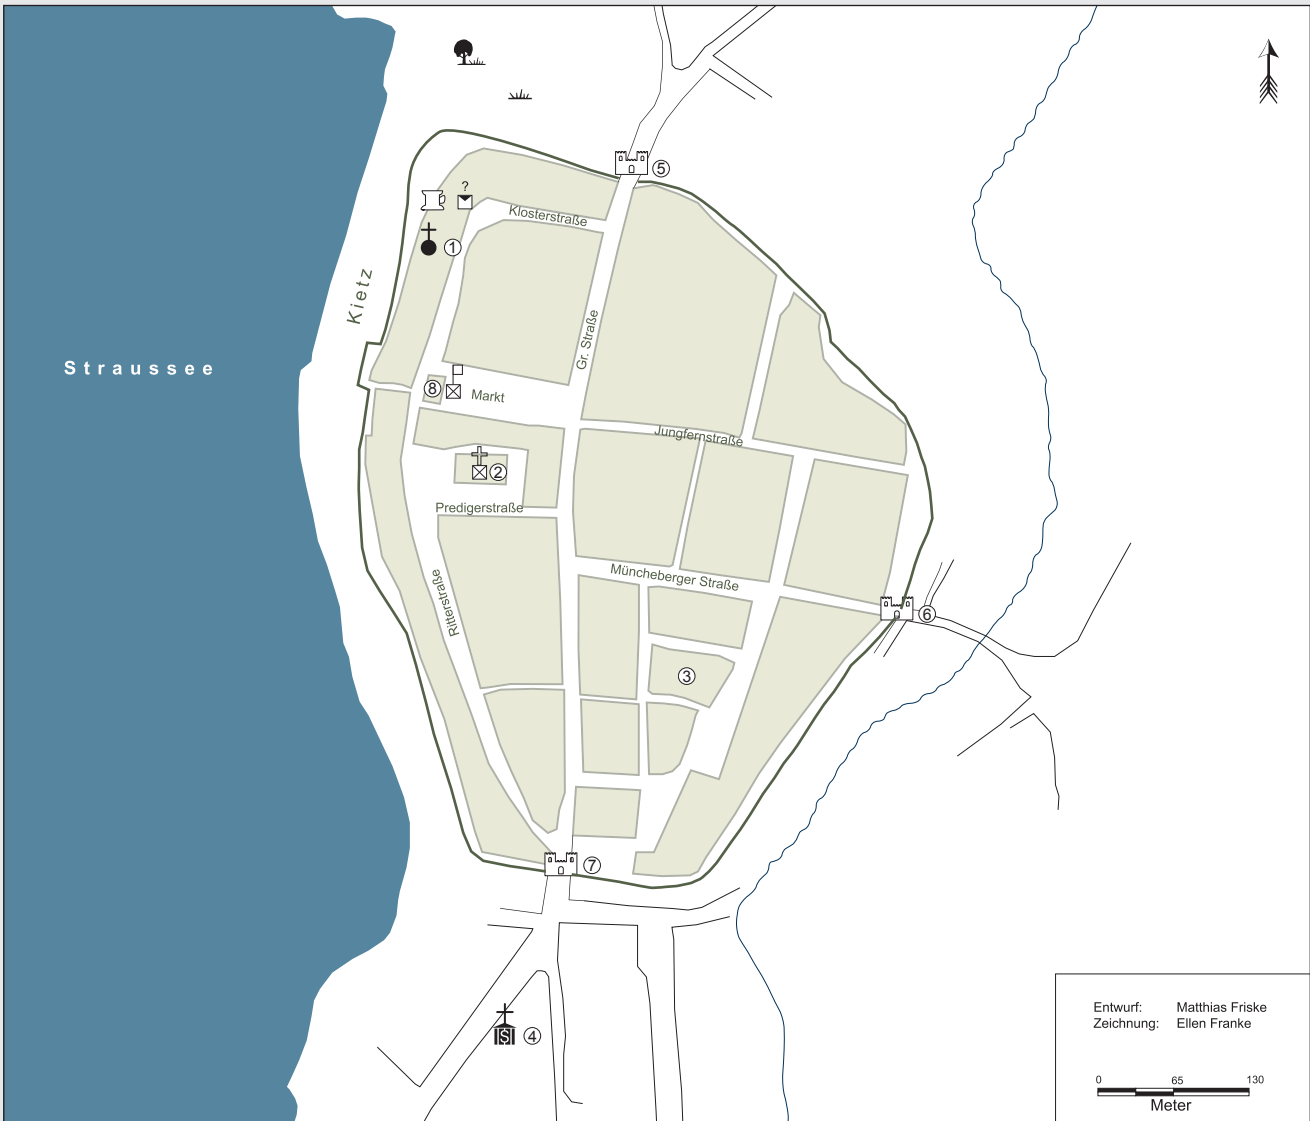 ⑤
?
Klosterstraße
①
Kietz
Gr. Straße
Straussee
⑧
Markt
Jungfernstraße
②
Predigerstraße
Müncheberger Straße
Ritterstraße
⑥
③
⑦
Entwurf: Matthias Friske
Zeichnung: Ellen Franke
S
④
0 65 130
Meter